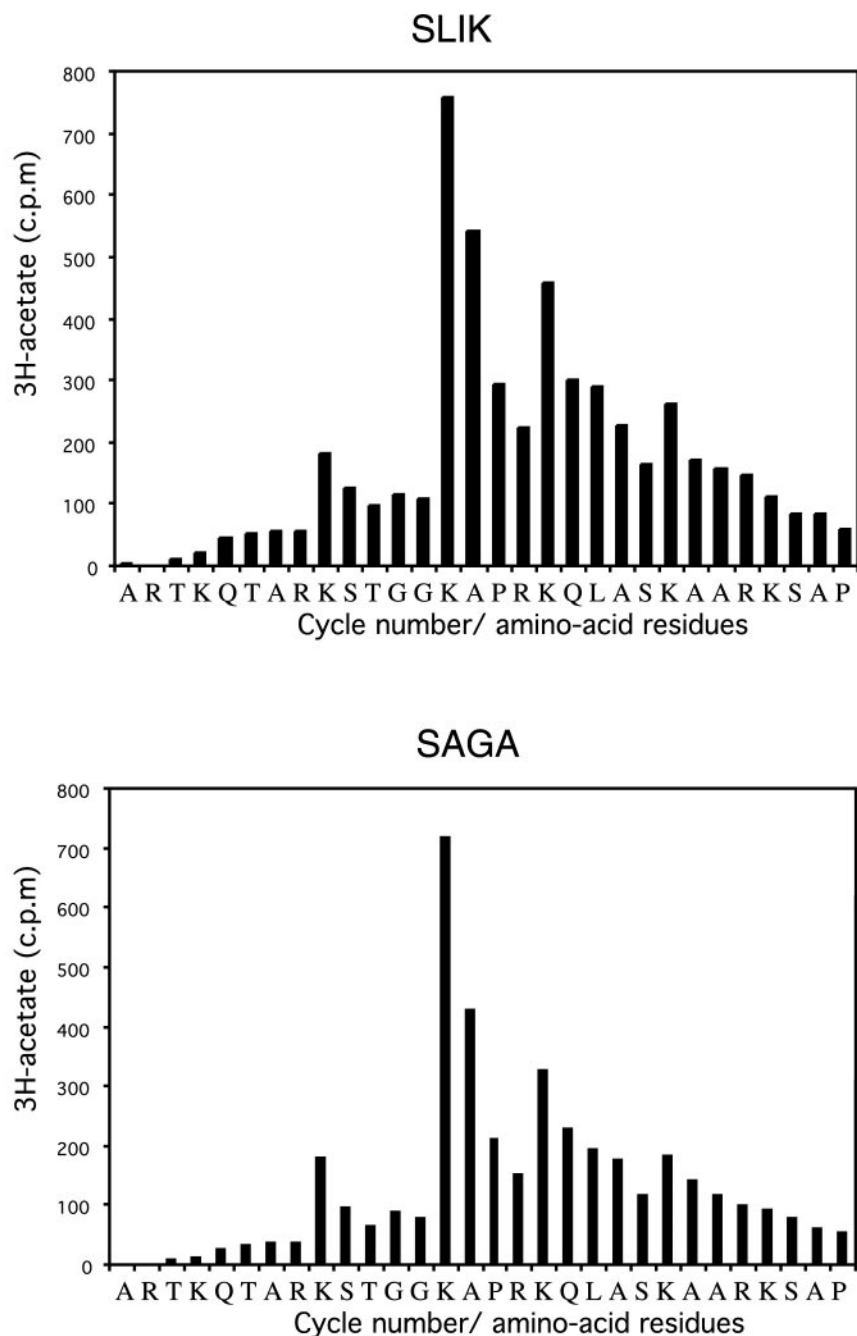 SLIK
800
700
600
500
400
300
200
100
0
3H-acetate (c.p.m)
A R T K Q T A R K S T G G K A P R K Q L A S K A A R K S A P
Cycle number/ amino-acid residues
SAGA
800
700
600
500
400
300
200
100
0
3H-acetate (c.p.m)
A R T K Q T A R K S T G G K A P R K Q L A S K A A R K S A P
Cycle number/ amino-acid residues